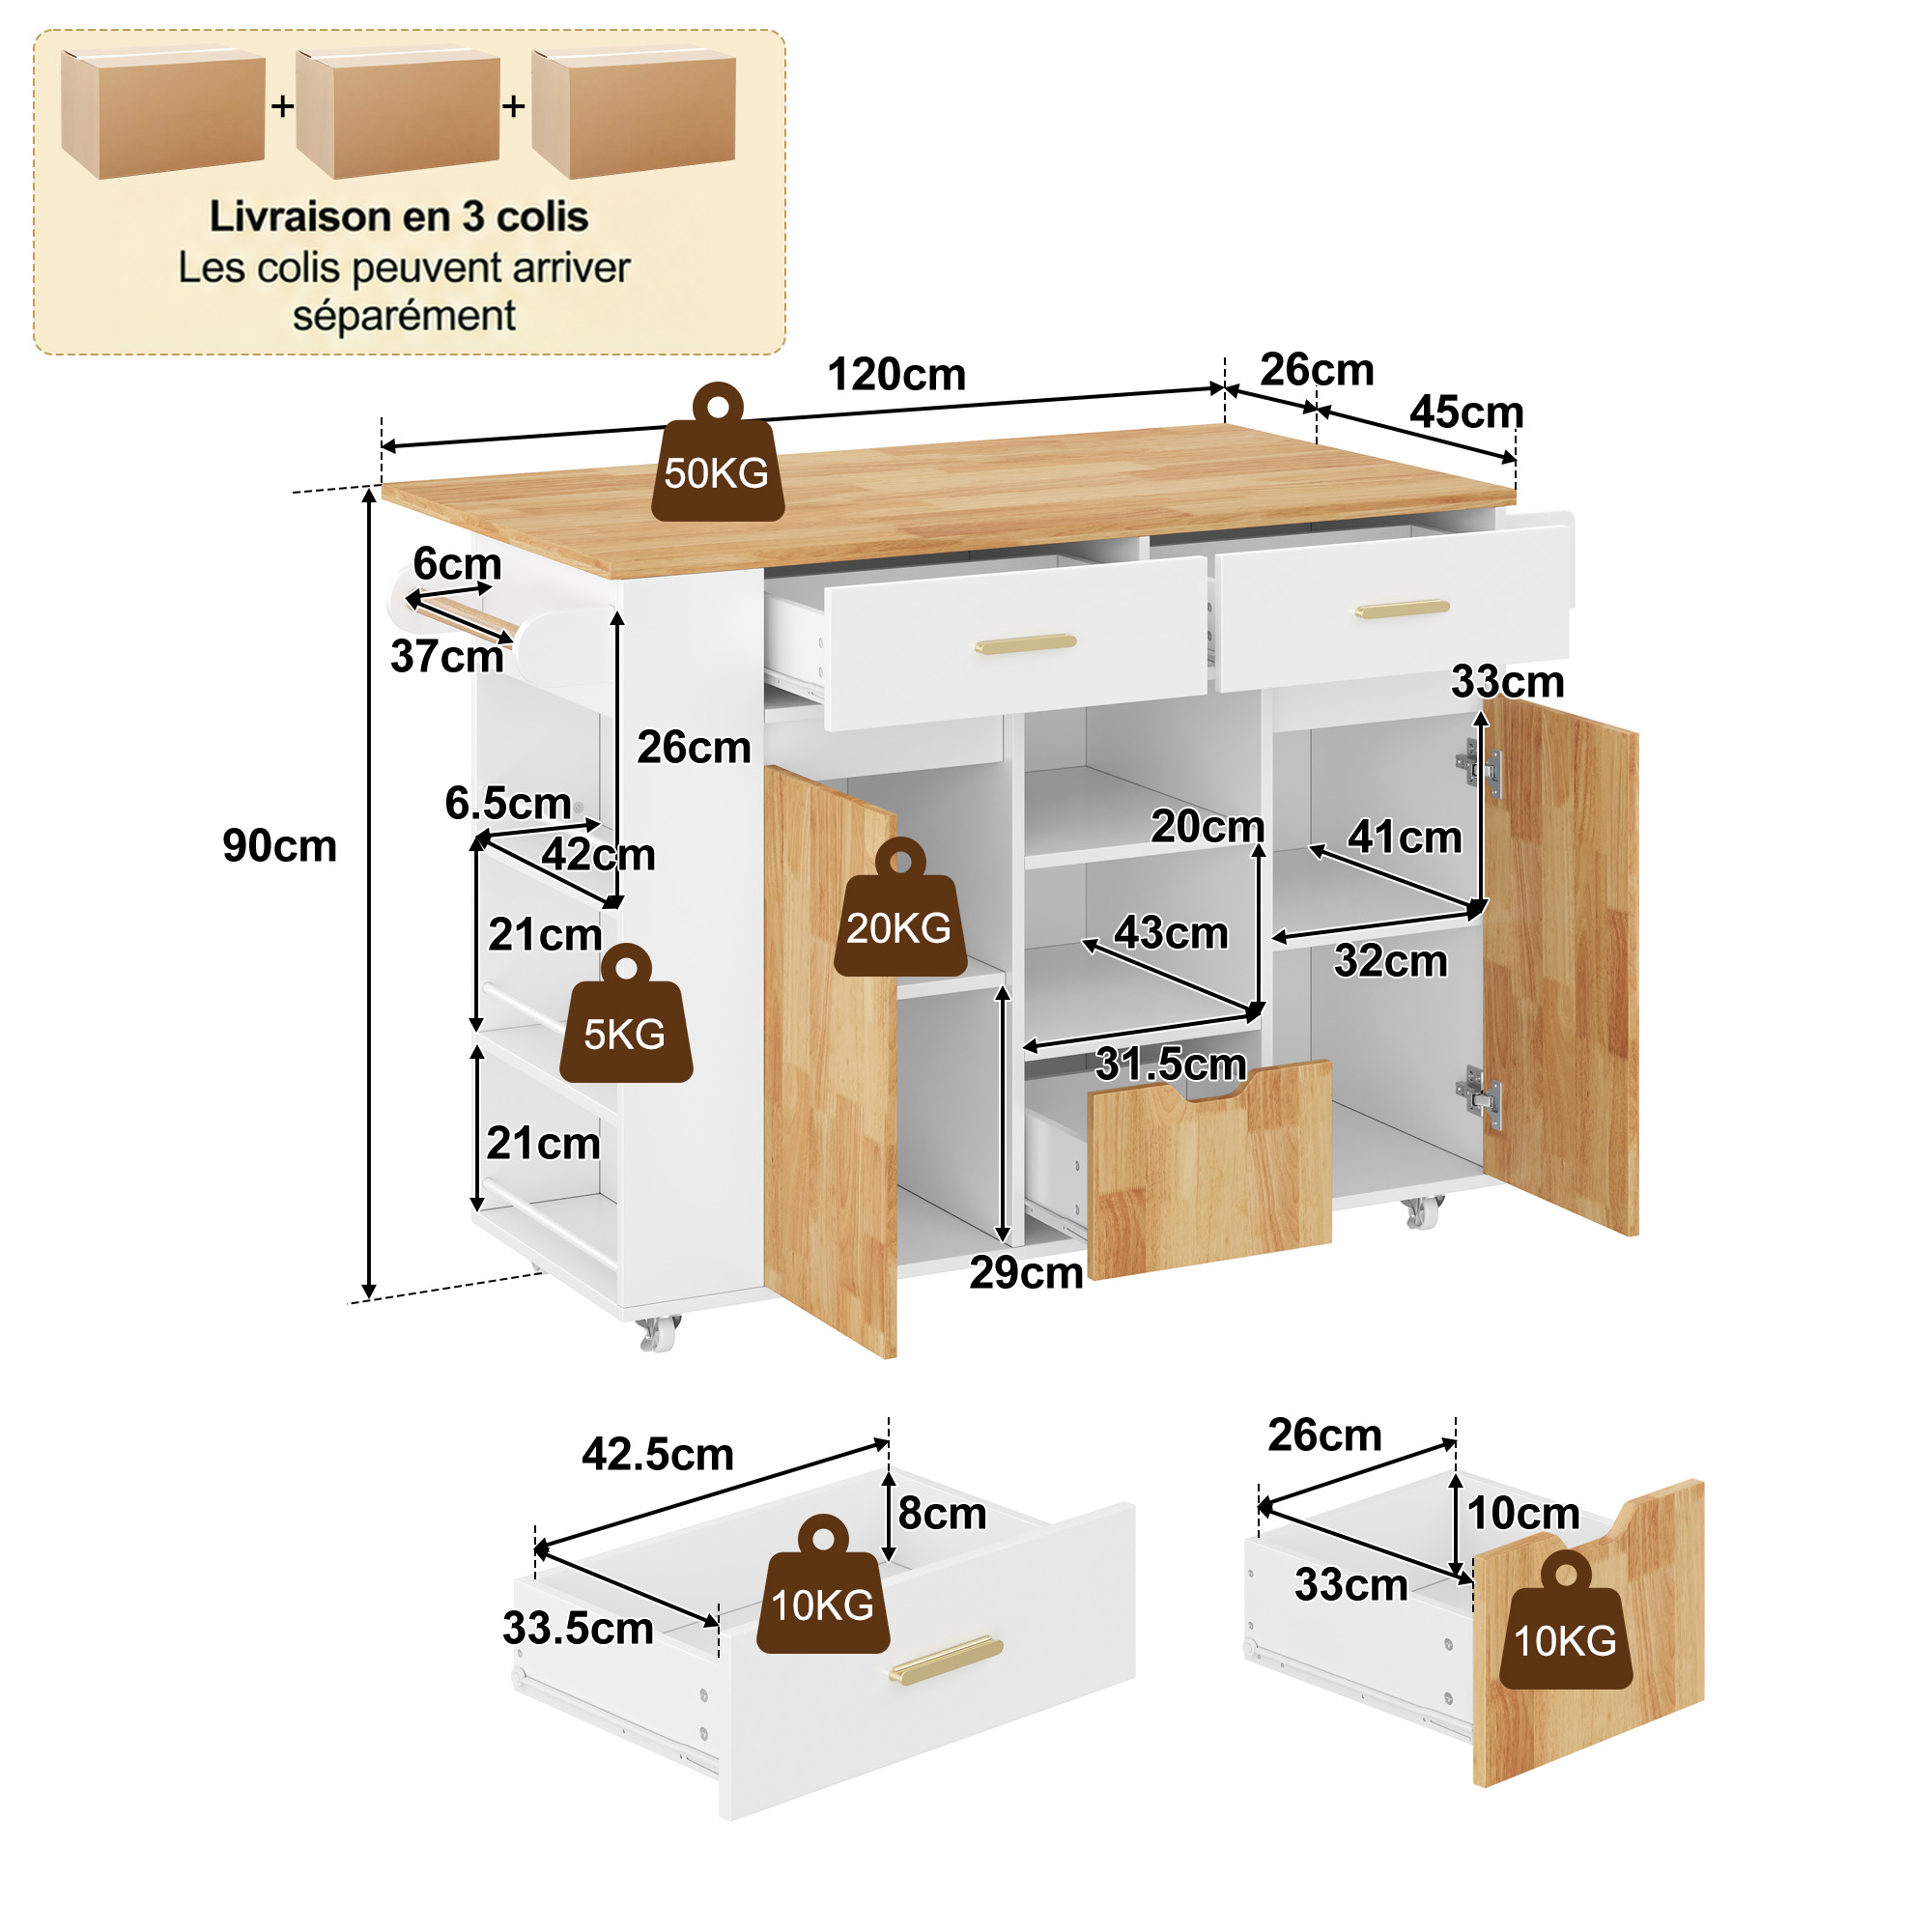 +
+
Livraison en 3 colis
Les colis peuvent arriver
séparément
120cm
26cm
45cm
50KG
6cm
37cm
33cm
26cm
6.5cm
42cm
20cm
41cm
90cm
21cm
20KG
43cm
32cm
5KG
31.5cm
21cm
29cm
42.5cm
8cm
10KG
33.5cm
26cm
10cm
33cm
10KG